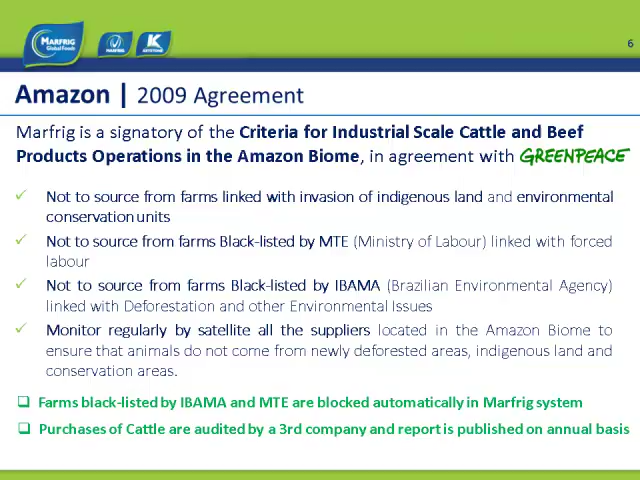 MARFRIG
Global Foods
MARFRIG
KEYSTONE
6
Amazon | 2009 Agreement
Marfrig is a signatory of the Criteria for Industrial Scale Cattle and Beef
Products Operations in the Amazon Biome, in agreement with GREENPEACE
Not to source from farms linked with invasion of indigenous land and environmental
conservation units
Not to source from farms Black-listed by MTE (Ministry of Labour) linked with forced
labour
Not to source from farms Black-listed by IBAMA (Brazilian Environmental Agency)
linked with Deforestation and other Environmental Issues
Monitor regularly by satellite all the suppliers located in the Amazon Biome to
ensure that animals do not come from newly deforested areas, indigenous land and
conservation areas.
Farms black-listed by IBAMA and MTE are blocked automatically in Marfrig system
Purchases of Cattle are audited by a 3rd company and report is published on annual basis